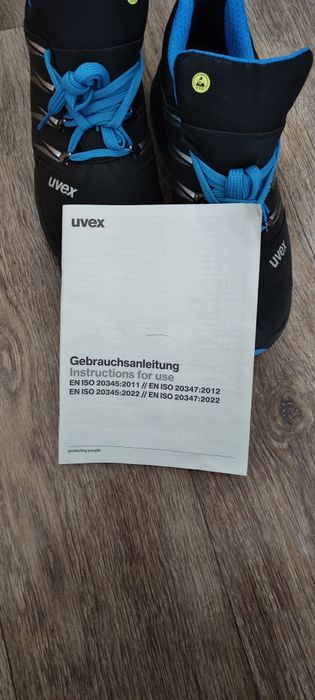 uvex
uvex
uvex
Gebrauchsanleitung
Instructions for use
EN ISO 20345:2011 // EN ISO 20347:2012
EN ISO 20345:2022 // EN ISO 20347:2022
protecting people